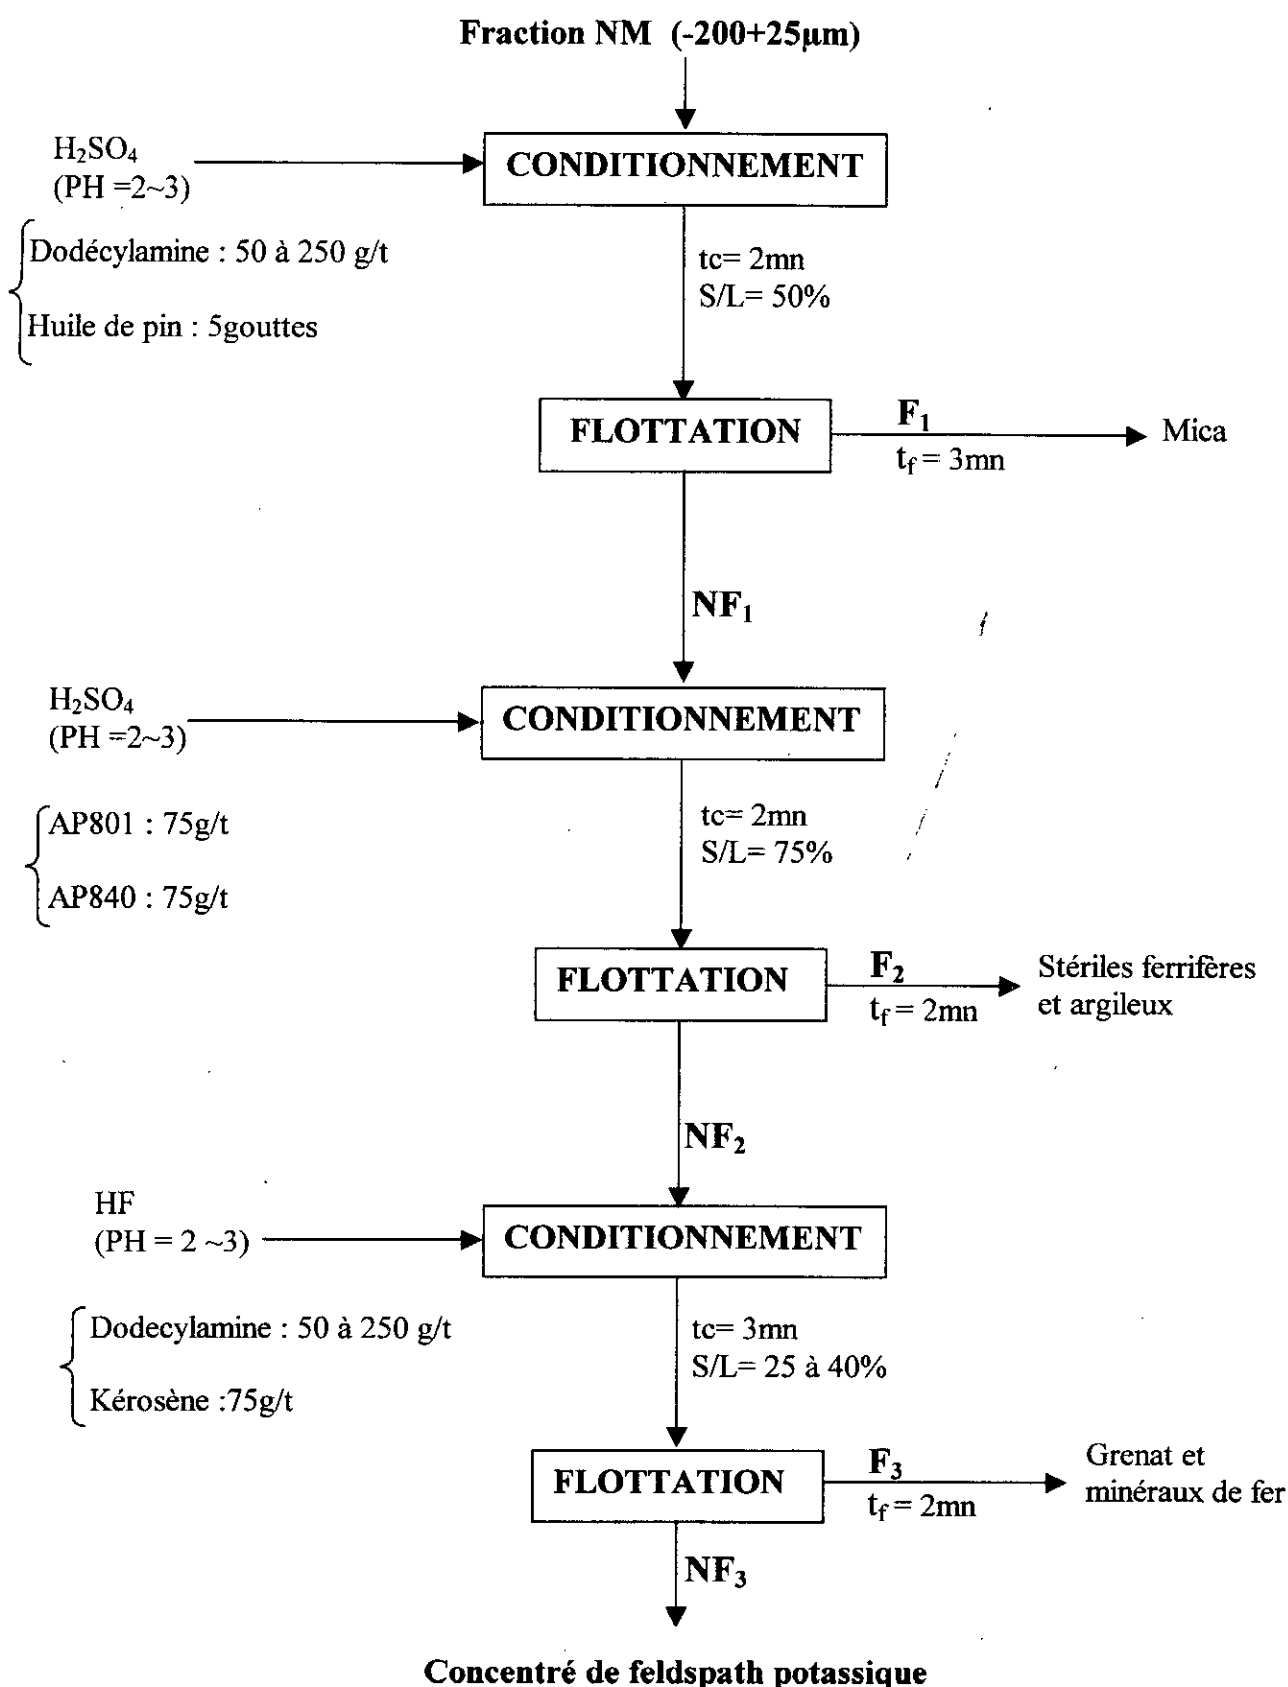 Fraction NM (-200+25µm)
H₂SO₄
(PH =2~3)
CONDITIONNEMENT
Dodécylamine : 50 à 250 g/t
Huile de pin : 5gouttes
tc= 2mn
S/L= 50%
FLOTTATION
F₁
t_f = 3mn
Mica
NF₁
H₂SO₄
(PH =2~3)
CONDITIONNEMENT
AP801 : 75g/t
AP840 : 75g/t
tc= 2mn
S/L= 75%
FLOTTATION
F₂
t_f = 2mn
Stériles ferrifères
et argileux
NF₂
HF
(PH = 2 ~3)
CONDITIONNEMENT
Dodecylamine : 50 à 250 g/t
Kérosène :75g/t
tc= 3mn
S/L= 25 à 40%
FLOTTATION
F₃
t_f = 2mn
Grenat et
minéraux de fer
NF₃
Concentré de feldspath potassique